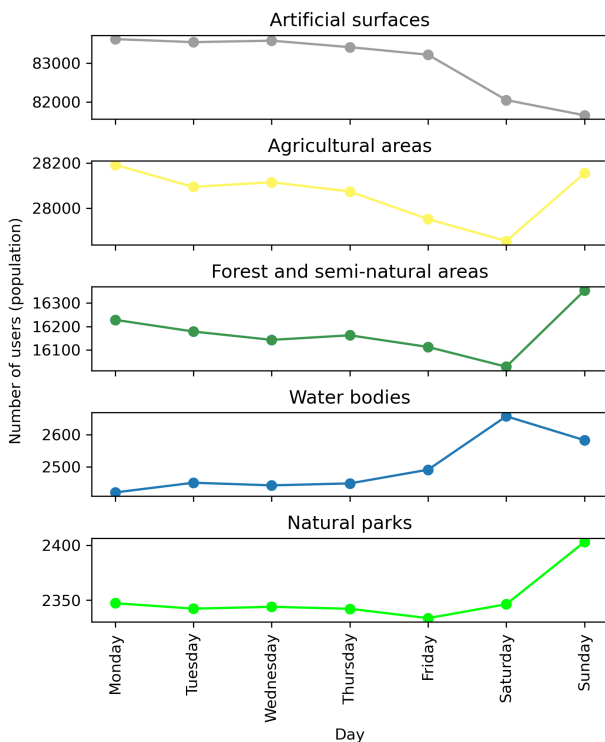 Artificial surfaces
83000
82000
Agricultural areas
28200
28000
Forest and semi-natural areas
16300
16200
16100
Number of users (population)
Water bodies
2600
2500
Natural parks
2400
2350
Monday
Tuesday
Wednesday
Thursday
Friday
Saturday
Sunday
Day